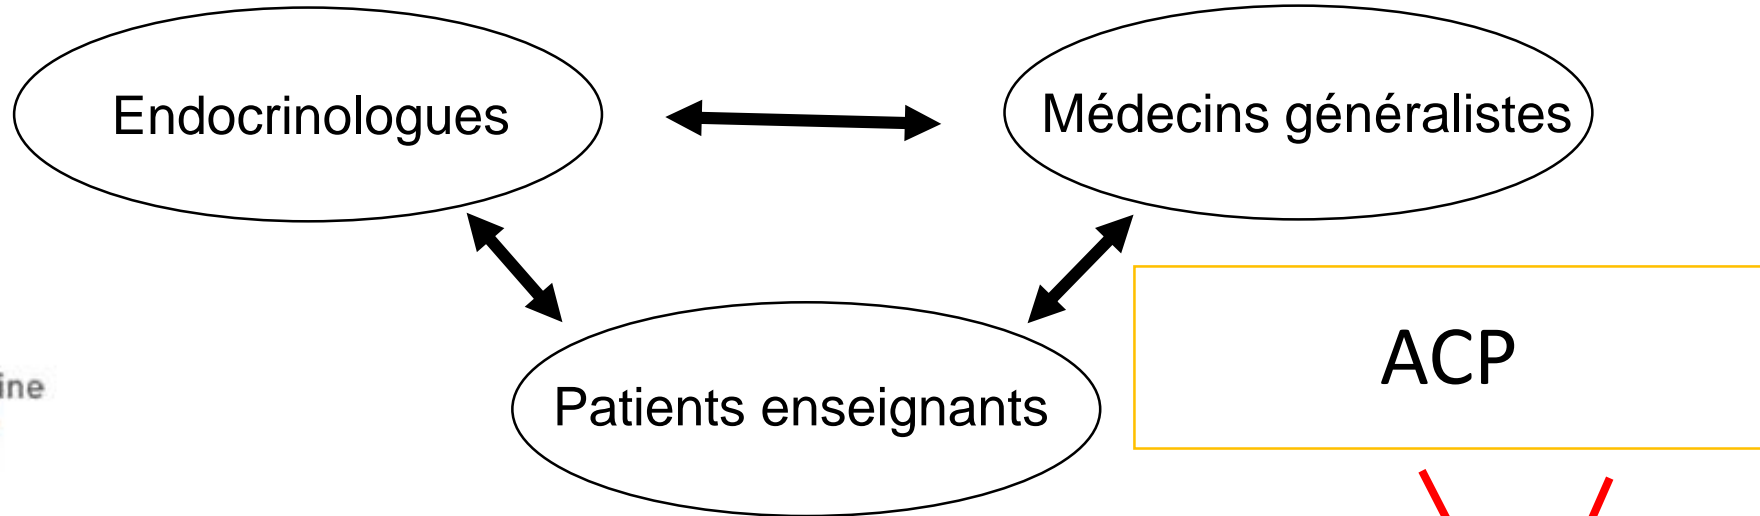 Endocrinologues
Médecins généralistes
ACP
ine
Patients enseignants